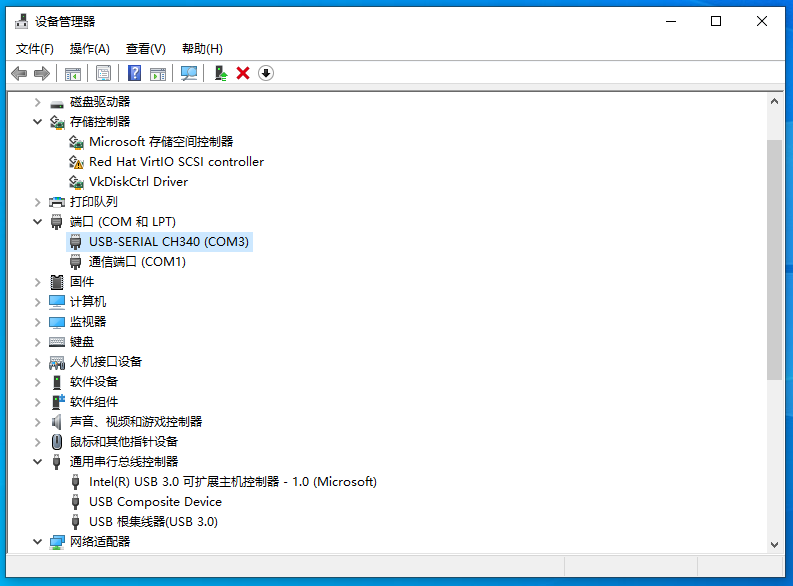 设备管理器
文件(F) 操作(A) 查看(V) 帮助(H)
磁盘驱动器
存储控制器
Microsoft 存储空间控制器
Red Hat VirtIO SCSI controller
VkDiskCtrl Driver
打印队列
端口 (COM 和 LPT)
USB-SERIAL CH340 (COM3)
通信端口 (COM1)
固件
计算机
监视器
键盘
人机接口设备
软件设备
软件组件
声音、视频和游戏控制器
鼠标和其他指针设备
通用串行总线控制器
Intel(R) USB 3.0 可扩展主机控制器 - 1.0 (Microsoft)
USB Composite Device
USB 根集线器(USB 3.0)
网络适配器